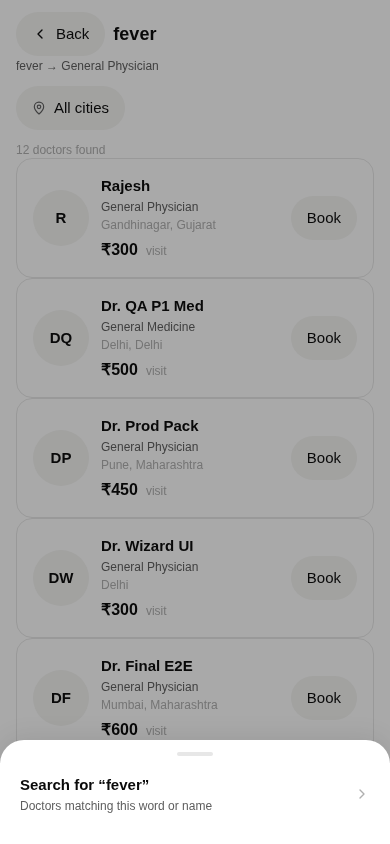 Back fever
fever → General Physician
All cities
12 doctors found
R
Rajesh
General Physician
Gandhinagar, Gujarat
₹300 visit
Book
DQ
Dr. QA P1 Med
General Medicine
Delhi, Delhi
₹500 visit
Book
DP
Dr. Prod Pack
General Physician
Pune, Maharashtra
₹450 visit
Book
DW
Dr. Wizard UI
General Physician
Delhi
₹300 visit
Book
DF
Dr. Final E2E
General Physician
Mumbai, Maharashtra
₹600 visit
Book
Search for “fever”
Doctors matching this word or name